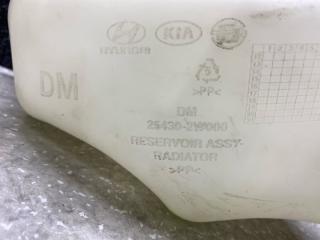 HYUNDAI KIA
DM
>PP<
DM
25430-2W000
RESERVOIR ASSY-
RADIATOR
>PP<